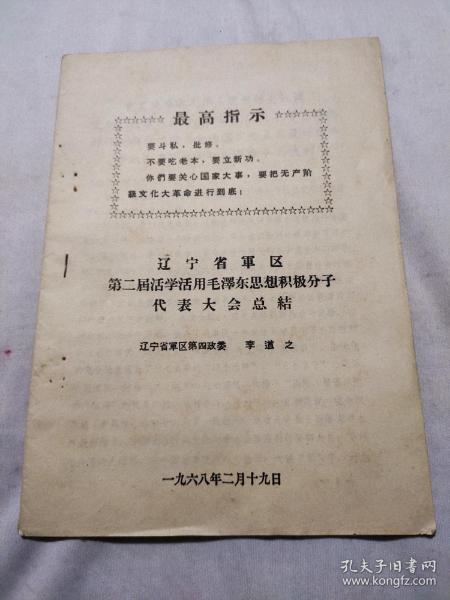 最高指示
要斗私，批修。
不要吃老本，要立新功。
你們要关心国家大事，要把无产阶
級文化大革命进行到底！
辽宁省軍区
第二屆活学活用毛澤东思想积极分子
代表大会总結
辽宁省軍区第四政委 李道之
一九六八年二月十九日
孔夫子旧书网
www.kongfz.com